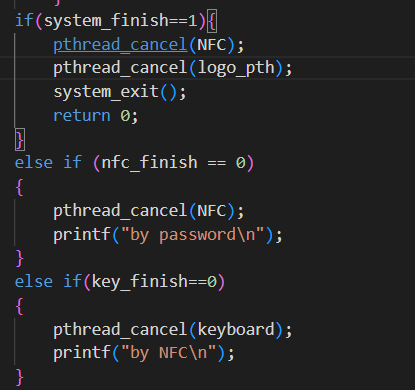 if(system_finish==1){
pthread_cancel(NFC);
pthread_cancel(logo_pth);
system_exit();
return 0;
}
else if (nfc_finish == 0)
{
pthread_cancel(NFC);
printf("by password\n");
}
else if(key_finish==0)
{
pthread_cancel(keyboard);
printf("by NFC\n");
}